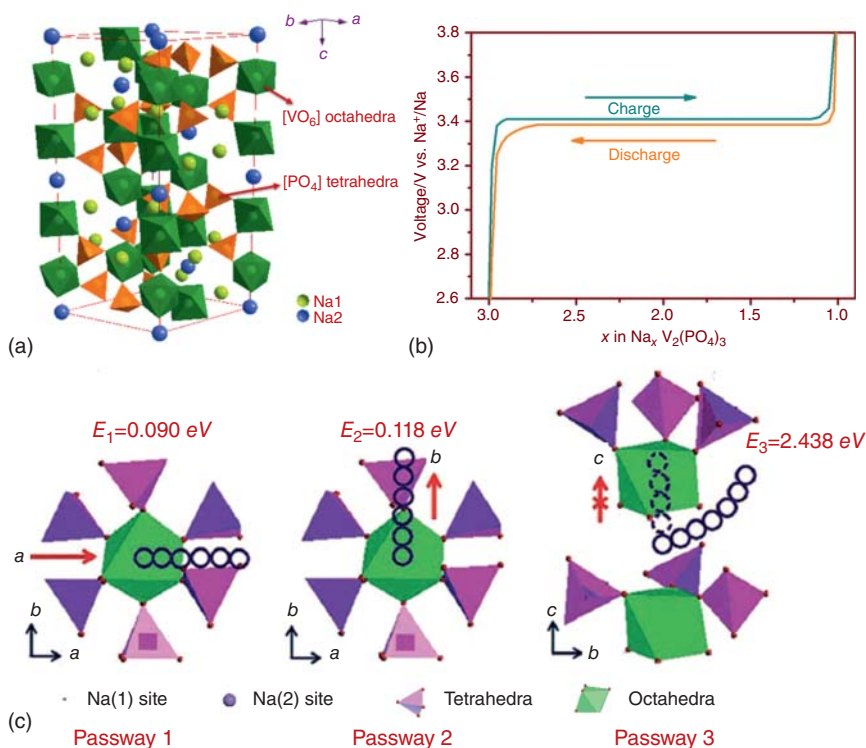 b
a
c
[VO6] octahedra
[PO4] tetrahedra
Na1
Na2
(a)
3.8
3.6
3.4
3.2
3.0
2.8
2.6
Voltage/V vs. Na+/Na
Charge
Discharge
3.0
2.5
2.0
1.5
1.0
x in Nax V2(PO4)3
(b)
E1=0.090 eV
a
b
a
E2=0.118 eV
b
b
a
E3=2.438 eV
c
c
b
Na(1) site
Na(2) site
Tetrahedra
Octahedra
(c)
Passway 1
Passway 2
Passway 3